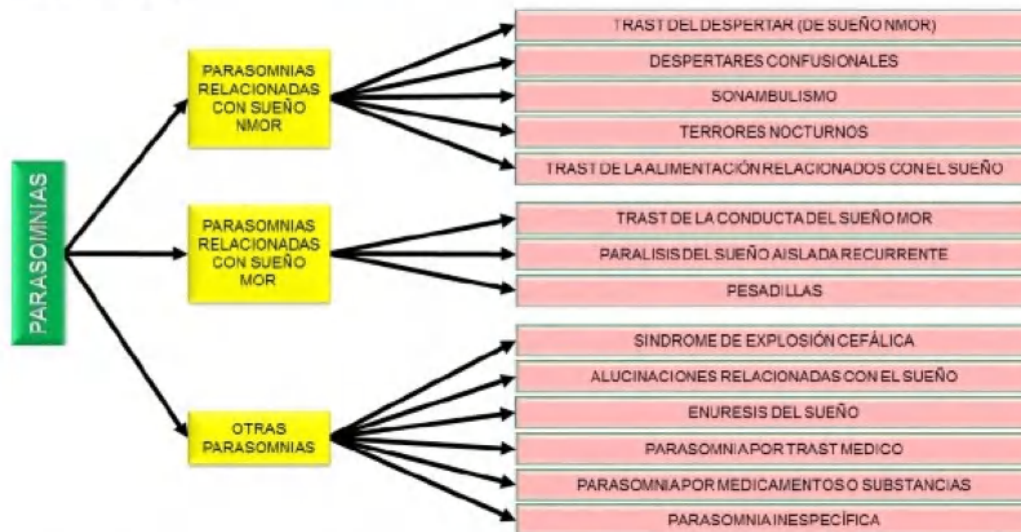 PARASOMNIAS
PARASOMNIAS
RELACIONADAS
CON SUEÑO
NMOR
TRAST DEL DESPERTAR (DE SUEÑO NMOR)
DESPERTARES CONFUSIONALES
SONAMBULISMO
TERRORES NOCTURNOS
TRAST DE LA ALIMENTACIÓN RELACIONADOS CON EL SUEÑO
PARASOMNIAS
RELACIONADAS
CON SUEÑO
MOR
TRAST DE LA CONDUCTA DEL SUEÑO MOR
PARALISIS DEL SUEÑO AISLADA RECURRENTE
PESADILLAS
OTRAS
PARASOMNIAS
SINDROME DE EXPLOSIÓN CEFÁLICA
ALUCINACIONES RELACIONADAS CON EL SUEÑO
ENURESIS DEL SUEÑO
PARASOMNIA POR TRAST MEDICO
PARASOMNIA POR MEDICAMENTOS O SUBSTANCIAS
PARASOMNIA INESPECÍFICA